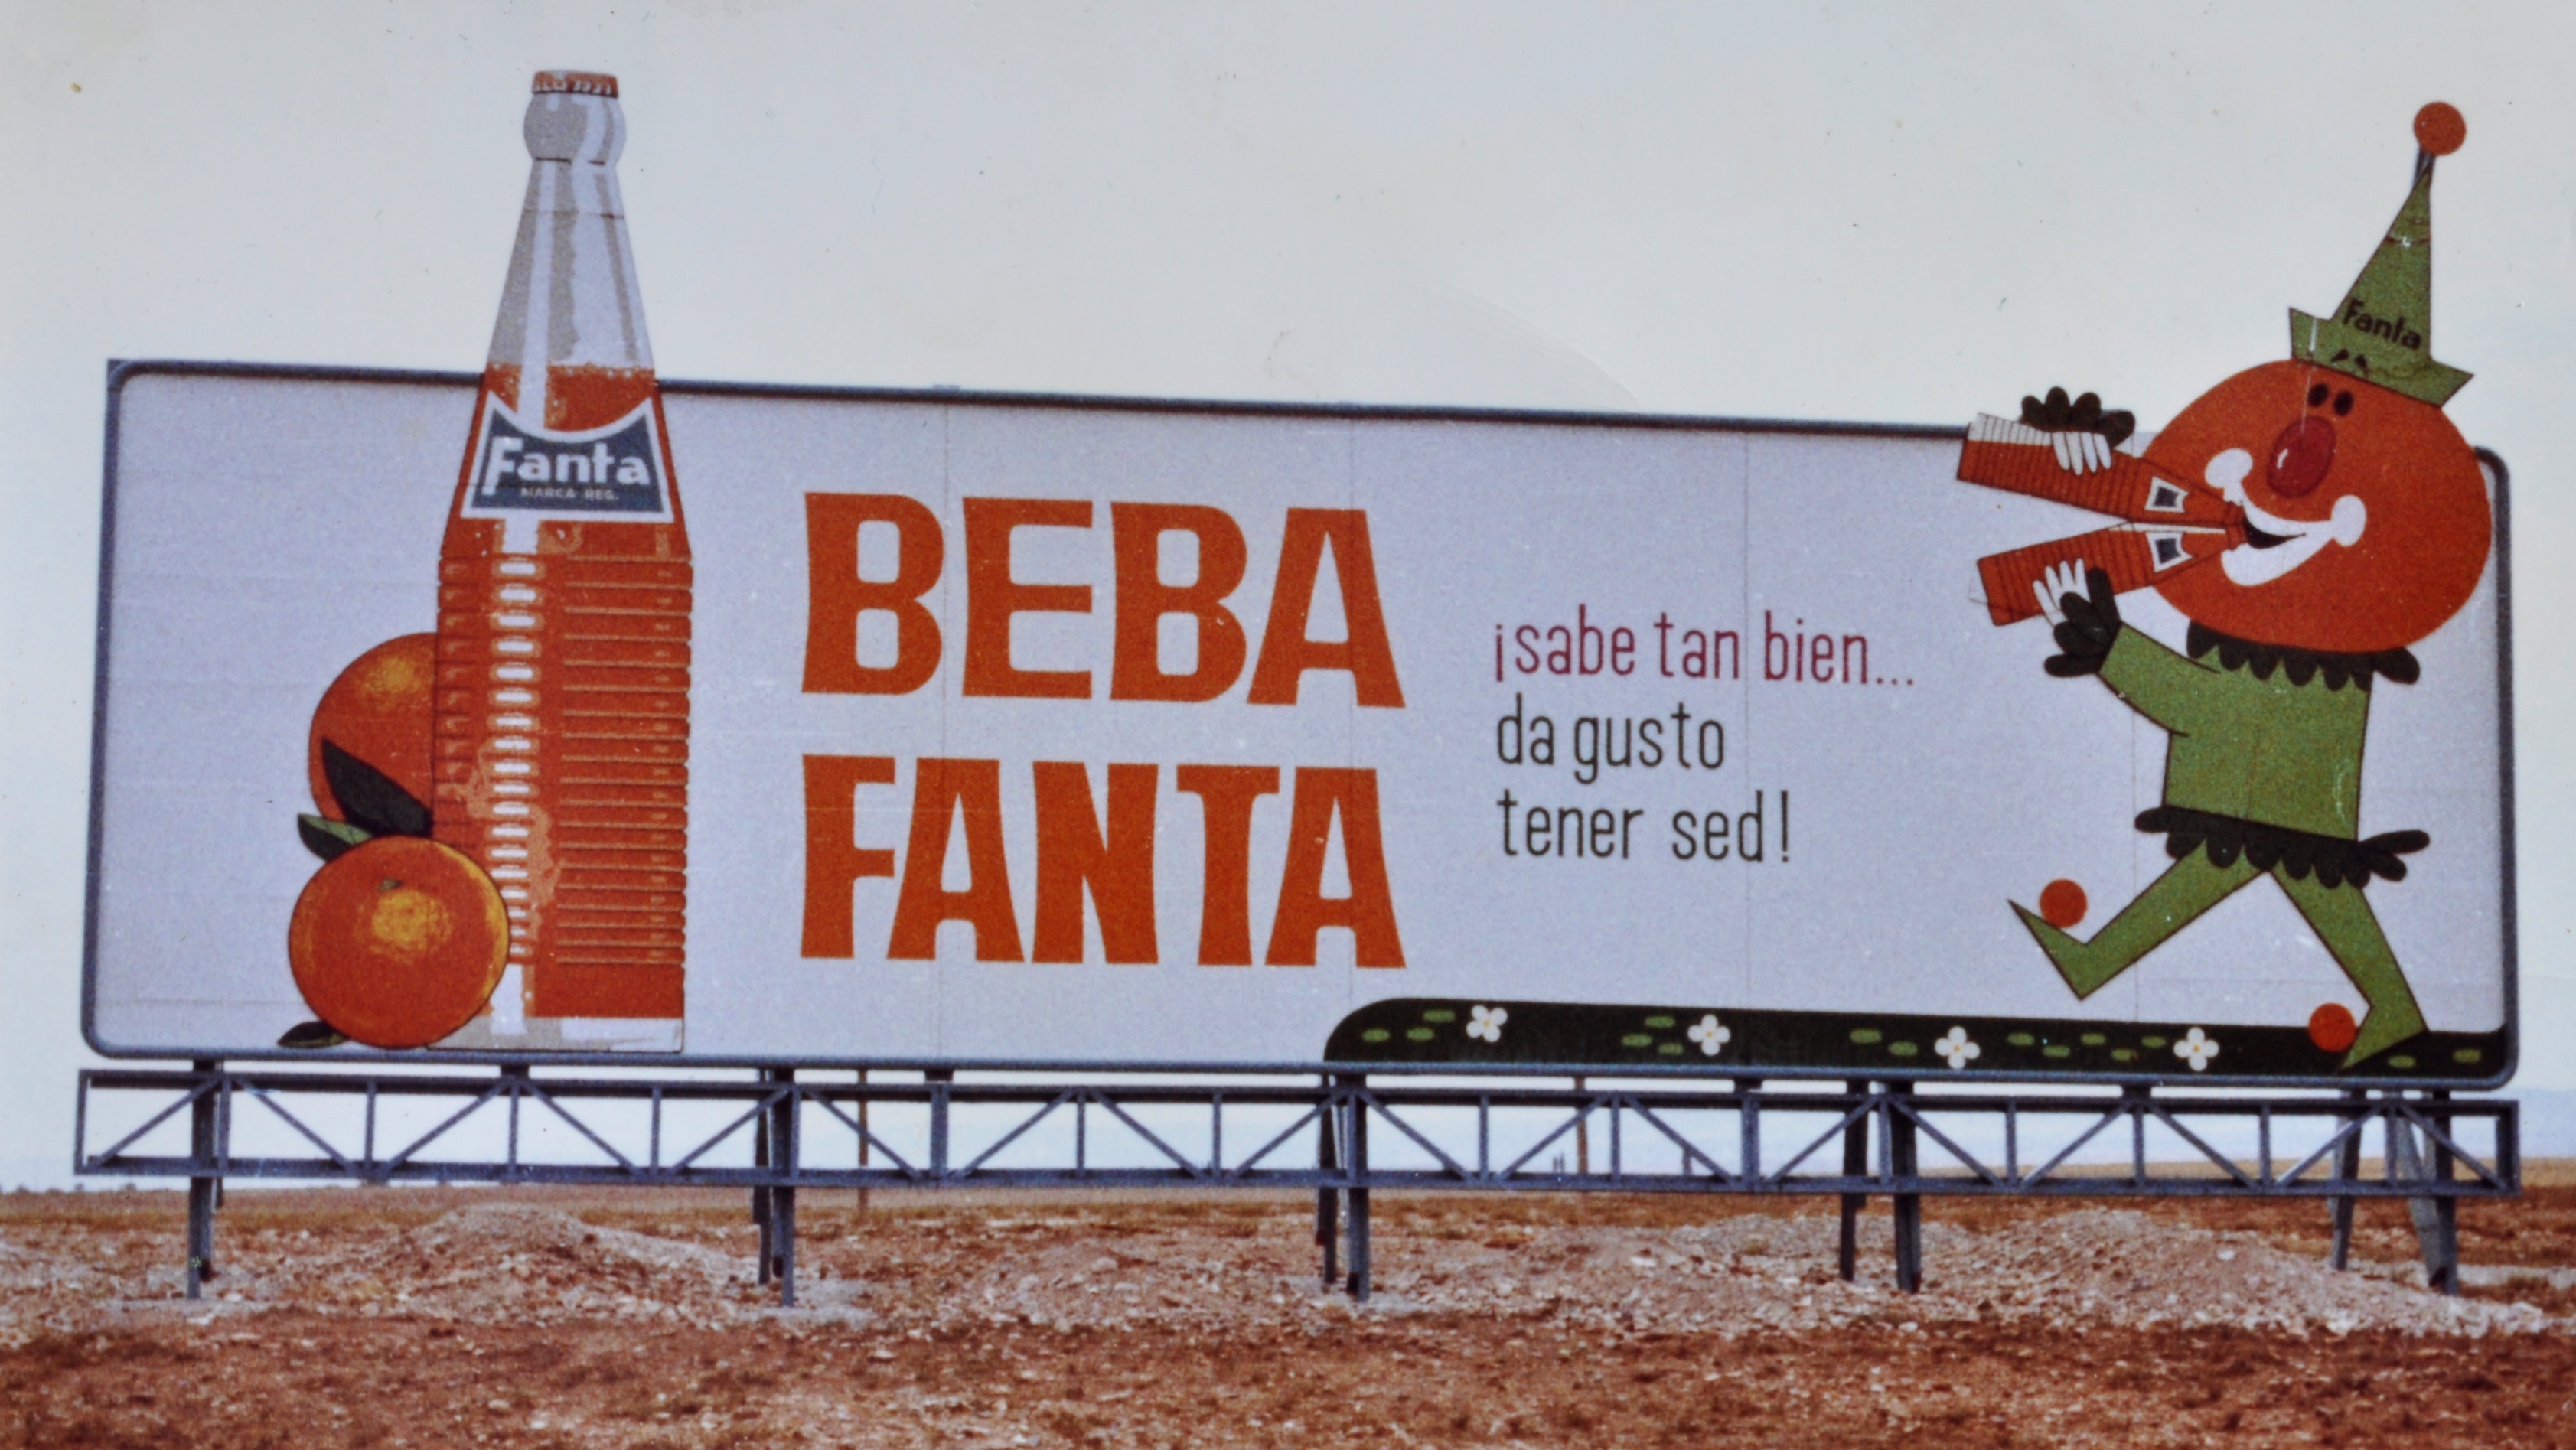 Fanta
MARCA REG.
BEBA
FANTA
¡sabe tan bien...
da gusto
tener sed!
Fanta